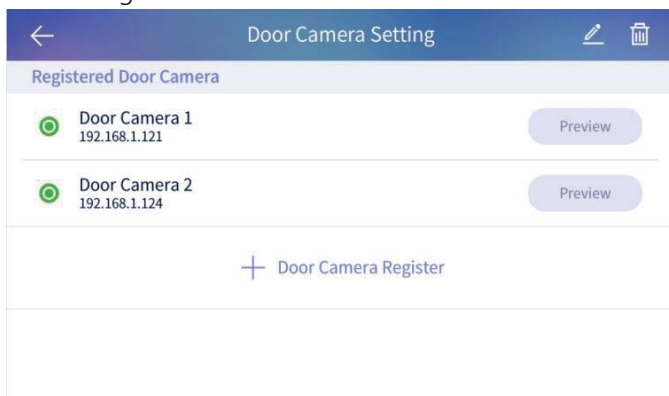 Door Camera Setting
Registered Door Camera
Door Camera 1
192.168.1.121
Preview
Door Camera 2
192.168.1.124
Preview
Door Camera Register